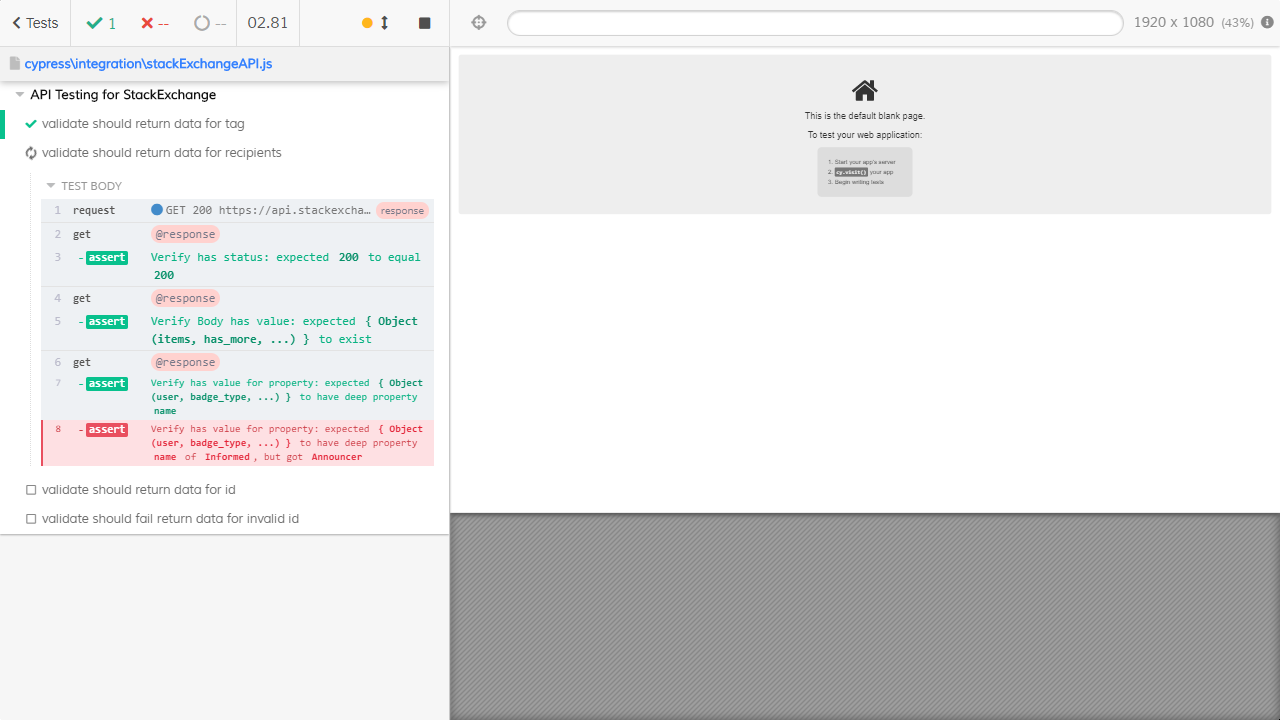 Tests
1
--
--
02.81
1920 x 1080 (43%)
cypress\integration\stackExchangeAPI.js
API Testing for StackExchange
validate should return data for tag
validate should return data for recipients
TEST BODY
1 request GET 200 https://api.stackexcha… response
2 get @response
3 -assert Verify has status: expected 200 to equal
200
4 get @response
5 -assert Verify Body has value: expected { Object
(items, has_more, ...) } to exist
6 get @response
7 -assert Verify has value for property: expected { Object
(user, badge_type, ...) } to have deep property
name
8 -assert Verify has value for property: expected { Object
(user, badge_type, ...) } to have deep property
name of Informed, but got Announcer
validate should return data for id
validate should fail return data for invalid id
This is the default blank page.
To test your web application:
1. Start your app's server
2. cy.visit() your app
3. Begin writing tests